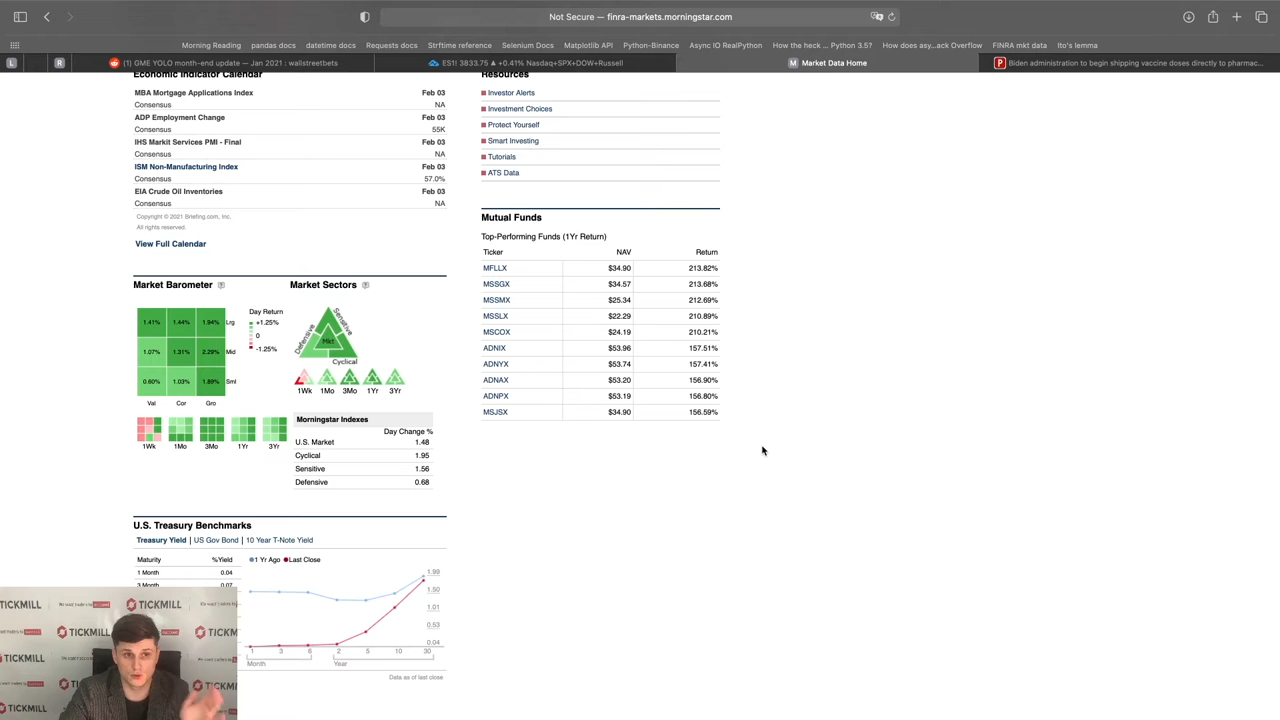 Not Secure — finra-markets.morningstar.com
Morning Reading pandas docs datetime docs Requests docs Strftime reference Selenium Docs Matplotlib API Python-Binance Async IO RealPython How the heck ... Python 3.5? How does asy...ack Overflow FINRA mkt data Ito's lemma
L R (1) GME YOLO month-end update — Jan 2021 : wallstreetbets ES1! 3833.75 ▲ +0.41% Nasdaq+SPX+DOW+Russell M Market Data Home Biden administration to begin shipping vaccine doses directly to pharmac...
Economic Indicator Calendar
MBA Mortgage Applications Index Feb 03
Consensus NA
ADP Employment Change Feb 03
Consensus 55K
IHS Markit Services PMI - Final Feb 03
Consensus NA
ISM Non-Manufacturing Index Feb 03
Consensus 57.0%
EIA Crude Oil Inventories Feb 03
Consensus NA
Copyright © 2021 Briefing.com, Inc.
All rights reserved.
View Full Calendar
Resources
Investor Alerts
Investment Choices
Protect Yourself
Smart Investing
Tutorials
ATS Data
Mutual Funds
Top-Performing Funds (1Yr Return)
Ticker NAV Return
MFLLX $34.90 213.82%
MSSGX $34.57 213.68%
MSSMX $25.34 212.69%
MSSLX $22.29 210.89%
MSCOX $24.19 210.21%
ADNIX $53.96 157.51%
ADNYX $53.74 157.41%
ADNAX $53.20 156.90%
ADNPX $53.19 156.80%
MSJSX $34.90 156.59%
Market Barometer ?
1.41% 1.44% 1.94% Lrg
1.07% 1.31% 2.29% Mid
0.60% 1.03% 1.89% Sml
Val Cor Gro
Day Return
+1.25%
0
-1.25%
1Wk 1Mo 3Mo 1Yr 3Yr
Market Sectors ?
Defensive Mkt Sensitive
Cyclical
1Wk 1Mo 3Mo 1Yr 3Yr
Morningstar Indexes
Day Change %
U.S. Market 1.48
Cyclical 1.95
Sensitive 1.56
Defensive 0.68
U.S. Treasury Benchmarks
Treasury Yield | US Gov Bond | 10 Year T-Note Yield
Maturity %Yield
1 Month 0.04
3 Month 0.07
1 Yr Ago Last Close
1.99
1.50
1.01
0.53
0.04
1 3 6 2 5 10 30
Month Year
Data as of last close
TICKMILL TICKMILL
TICKMILL
TICKMILL
TICKMILL